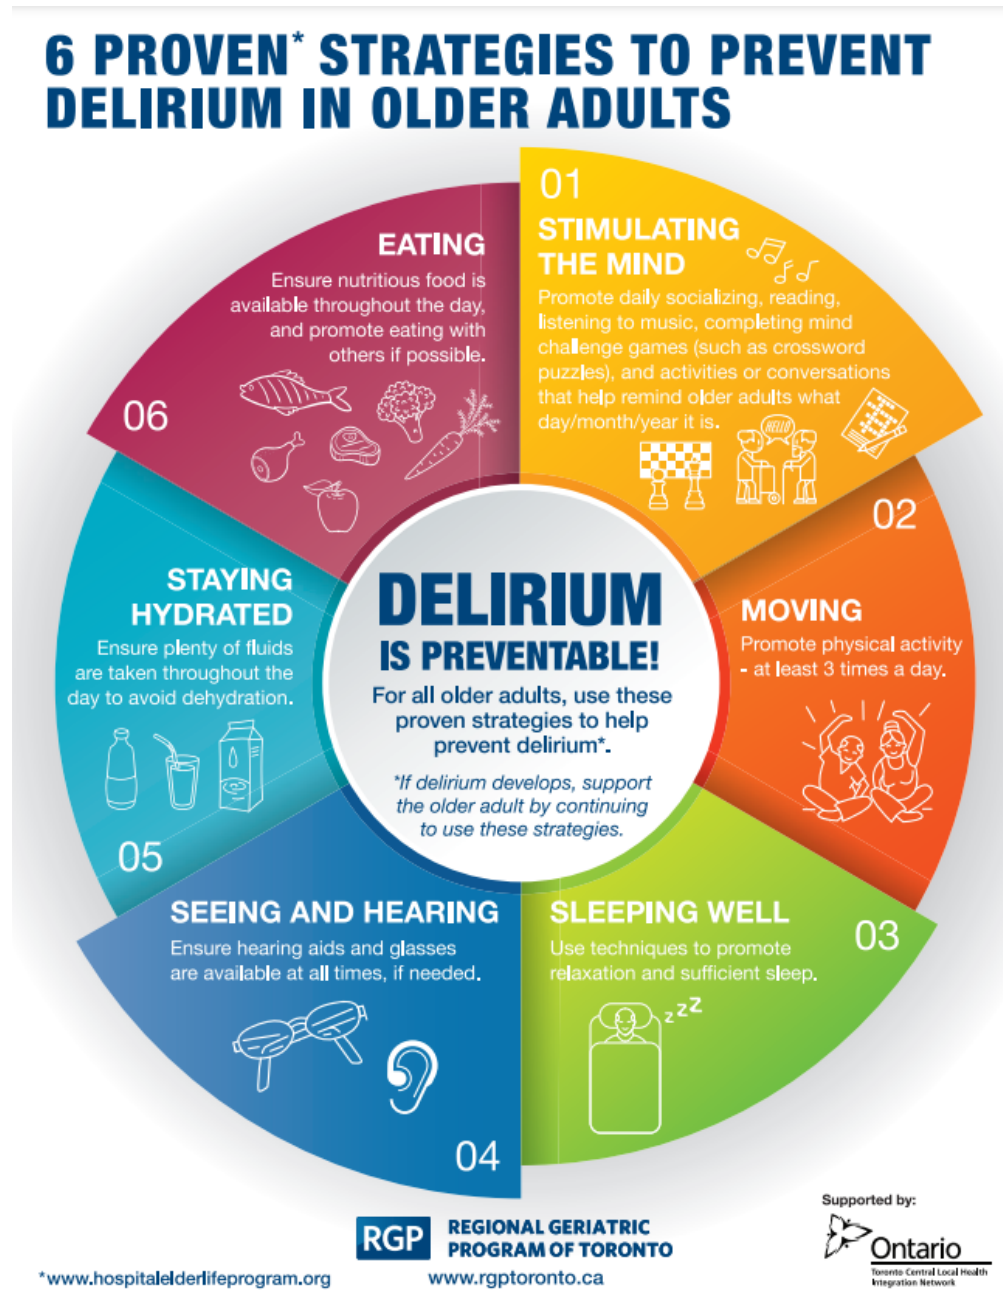 6 PROVEN* STRATEGIES TO PREVENT
DELIRIUM IN OLDER ADULTS
01
STIMULATING
THE MIND
Promote daily socializing, reading,
listening to music, completing mind
challenge games (such as crossword
puzzles), and activities or conversations
that help remind older adults what
day/month/year it is.
HELLO
02
MOVING
Promote physical activity
- at least 3 times a day.
03
SLEEPING WELL
Use techniques to promote
relaxation and sufficient sleep.
zzZ
04
SEEING AND HEARING
Ensure hearing aids and glasses
are available at all times, if needed.
05
STAYING
HYDRATED
Ensure plenty of fluids
are taken throughout the
day to avoid dehydration.
06
EATING
Ensure nutritious food is
available throughout the day,
and promote eating with
others if possible.
DELIRIUM
IS PREVENTABLE!
For all older adults, use these
proven strategies to help
prevent delirium*.
*If delirium develops, support
the older adult by continuing
to use these strategies.
*www.hospitalelderlifeprogram.org
RGP
REGIONAL GERIATRIC
PROGRAM OF TORONTO
www.rgptoronto.ca
Supported by:
Ontario
Toronto Central Local Health
Integration Network